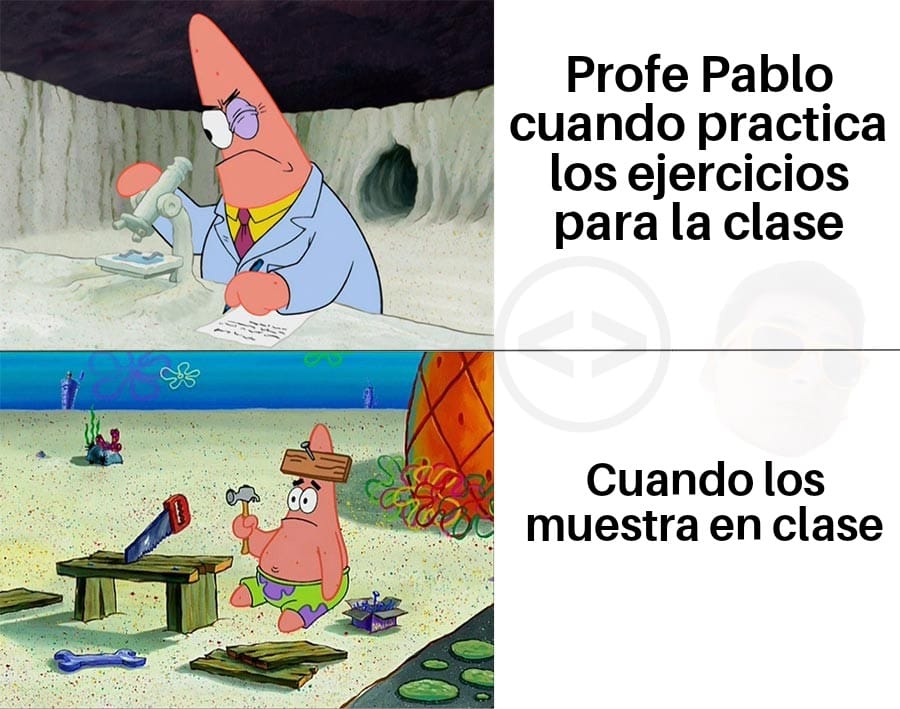 Profe Pablo
cuando practica
los ejercicios
para la clase
Cuando los
muestra en clase